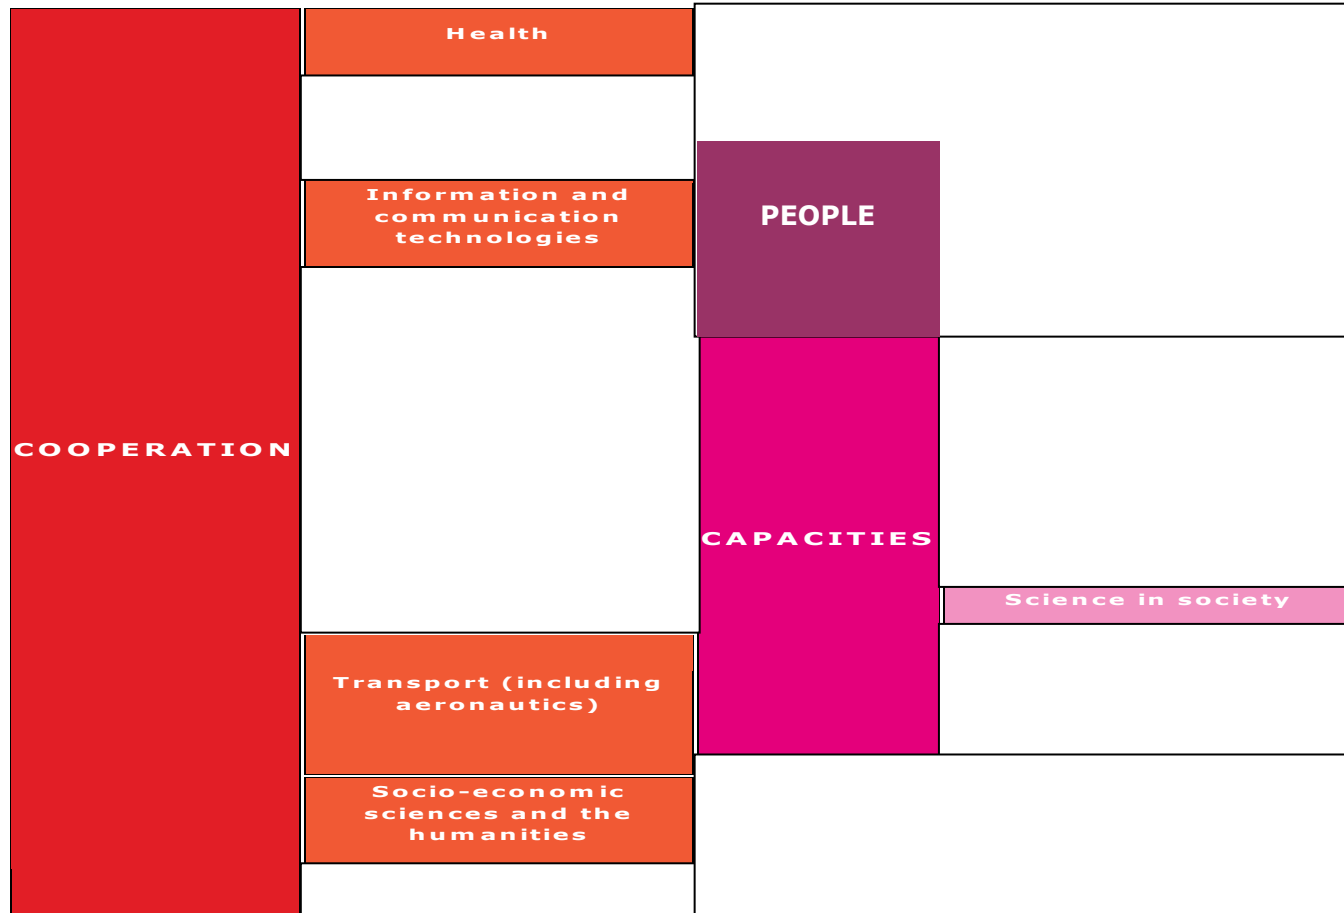 COOPERATION
Health
Information and
communication
technologies
Transport (including
aeronautics)
Socio-economic
sciences and the
humanities
PEOPLE
CAPACITIES
Science in society